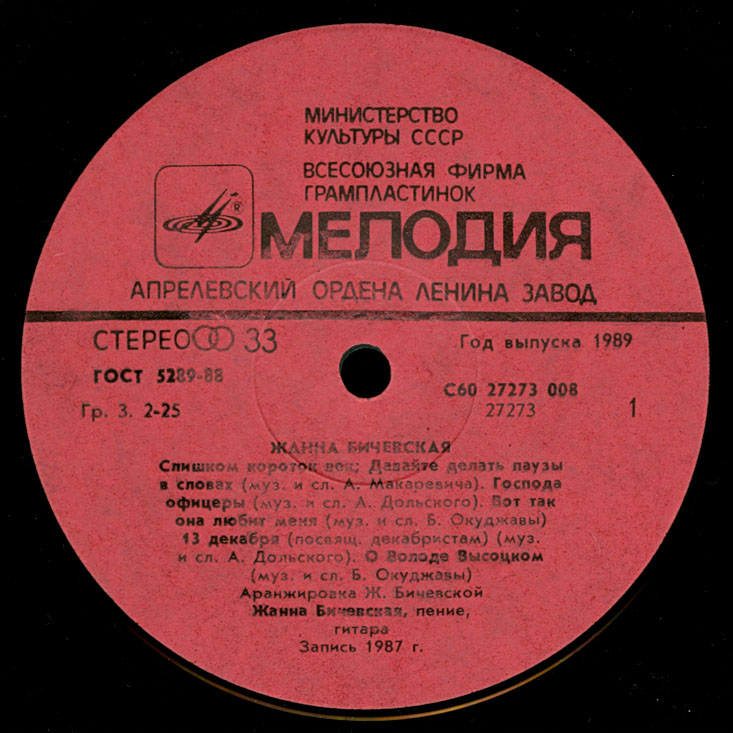 МИНИСТЕРСТВО
КУЛЬТУРЫ СССР
ВСЕСОЮЗНАЯ ФИРМА
ГРАМПЛАСТИНОК
МЕЛОДИЯ
АПРЕЛЕВСКИЙ ОРДЕНА ЛЕНИНА ЗАВОД
СТЕРЕО 33
Год выпуска 1989
ГОСТ 5289-88
С60 27273 008
Гр. 3. 2-25
27273
1
ЖАННА БИЧЕВСКАЯ
Слишком короток век; Давайте делать паузы
в словах (муз. и сл. А. Макаревича). Господа
офицеры (муз. и сл. А. Дольского). Вот так
она любит меня (муз. и сл. Б. Окуджавы)
13 декабря (посвящ. декабристам) (муз.
и сл. А. Дольского). О Володе Высоцком
(муз. и сл. Б. Окуджавы)
Аранжировка Ж. Бичевской
Жанна Бичевская, пение,
гитара
Запись 1987 г.